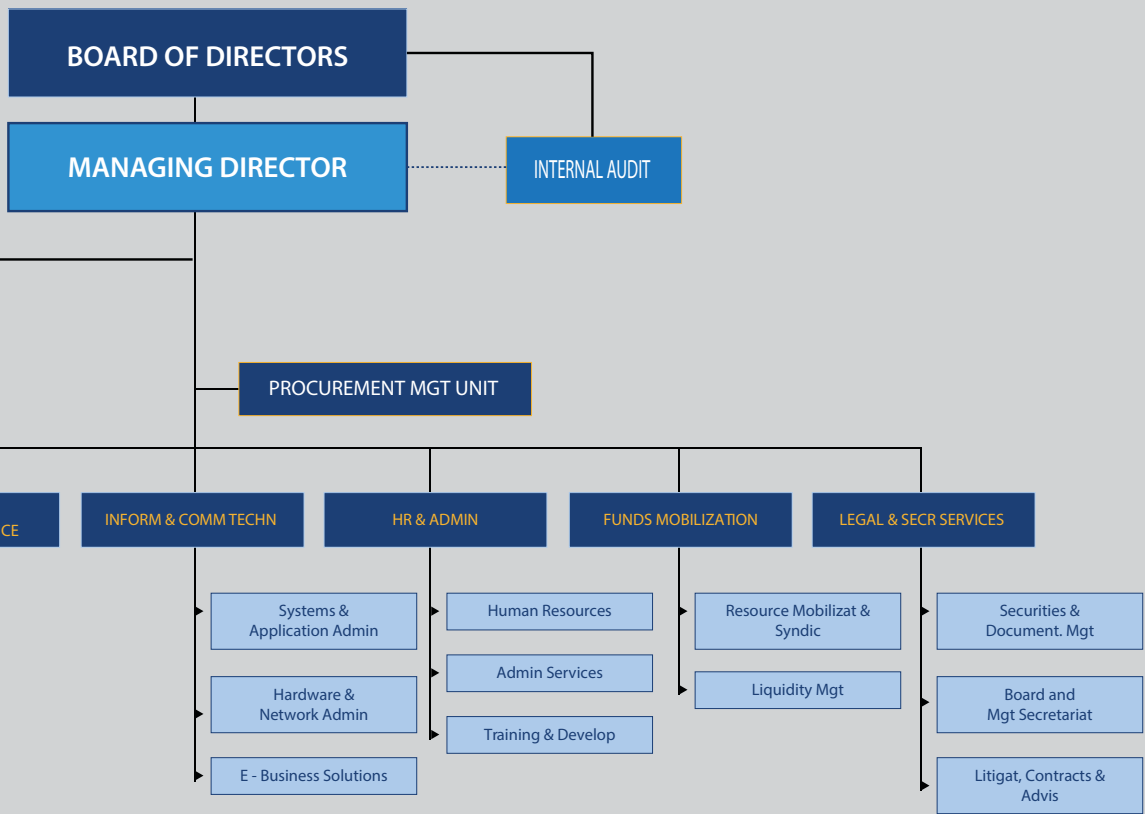 BOARD OF DIRECTORS
MANAGING DIRECTOR
INTERNAL AUDIT
PROCUREMENT MGT UNIT
CE
INFORM & COMM TECHN
HR & ADMIN
FUNDS MOBILIZATION
LEGAL & SECR SERVICES
Systems &
Application Admin
Hardware &
Network Admin
E - Business Solutions
Human Resources
Admin Services
Training & Develop
Resource Mobilizat &
Syndic
Liquidity Mgt
Securities &
Document. Mgt
Board and
Mgt Secretariat
Litigat, Contracts &
Advis